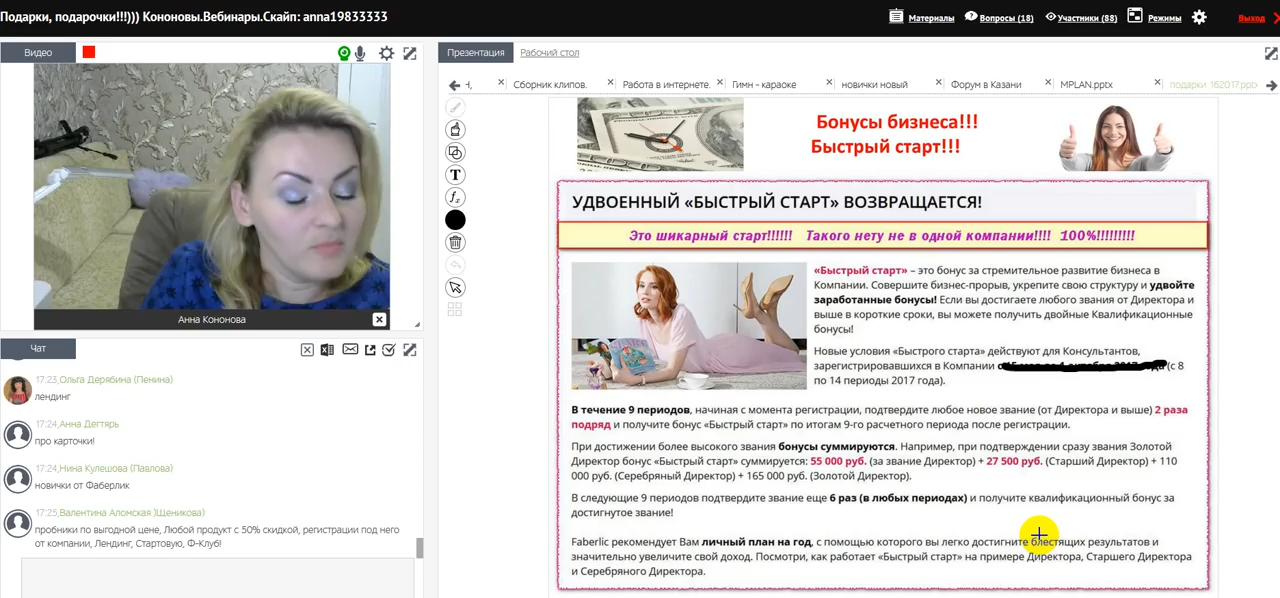 Подарки, подарочки!!!))) Кононовы.Вебинары.Скайп: anna19833333
Материалы
Вопросы (18)
Участники (88)
Режимы
Выход
Видео
Анна Кононова
Чат
17:23,Ольга Дерябина (Пенина)
лендинг
17:24,Анна Дегтярь
про карточки!
17:24,Нина Кулешова (Павлова)
новички от Фаберлик
17:25,Валентина Аломская )Щеникова)
пробники по выгодной цене, Любой продукт с 50% скидкой, регистрации под него
от компании, Лендинг, Стартовую, Ф-Клуб!
Презентация
Рабочий стол
Сборник клипов.
Работа в интернете.
Гимн - караоке
новички новый
Форум в Казани
MPLAN.pptx
подарки 162017.pptx
Бонусы бизнеса!!!
Быстрый старт!!!
УДВОЕННЫЙ «БЫСТРЫЙ СТАРТ» ВОЗВРАЩАЕТСЯ!
Это шикарный старт!!!!!! Такого нету не в одной компании!!!! 100%!!!!!!!!!
«Быстрый старт» – это бонус за стремительное развитие бизнеса в
Компании. Совершите бизнес-прорыв, укрепите свою структуру и удвойте
заработанные бонусы! Если вы достигаете любого звания от Директора и
выше в короткие сроки, вы можете получить двойные Квалификационные
бонусы!
Новые условия «Быстрого старта» действуют для Консультантов,
зарегистрировавшихся в Компании (с 8
по 14 периоды 2017 года).
В течение 9 периодов, начиная с момента регистрации, подтвердите любое новое звание (от Директора и выше) 2 раза
подряд и получите бонус «Быстрый старт» по итогам 9-го расчетного периода после регистрации.
При достижении более высокого звания бонусы суммируются. Например, при подтверждении сразу звания Золотой
Директор бонус «Быстрый старт» суммируется: 55 000 руб. (за звание Директор) + 27 500 руб. (Старший Директор) + 110
000 руб. (Серебряный Директор) + 165 000 руб. (Золотой Директор).
В следующие 9 периодов подтвердите звание еще 6 раз (в любых периодах) и получите квалификационный бонус за
достигнутое звание!
Faberlic рекомендует Вам личный план на год, с помощью которого вы легко достигните блестящих результатов и
значительно увеличите свой доход. Посмотри, как работает «Быстрый старт» на примере Директора, Старшего Директора
и Серебряного Директора.